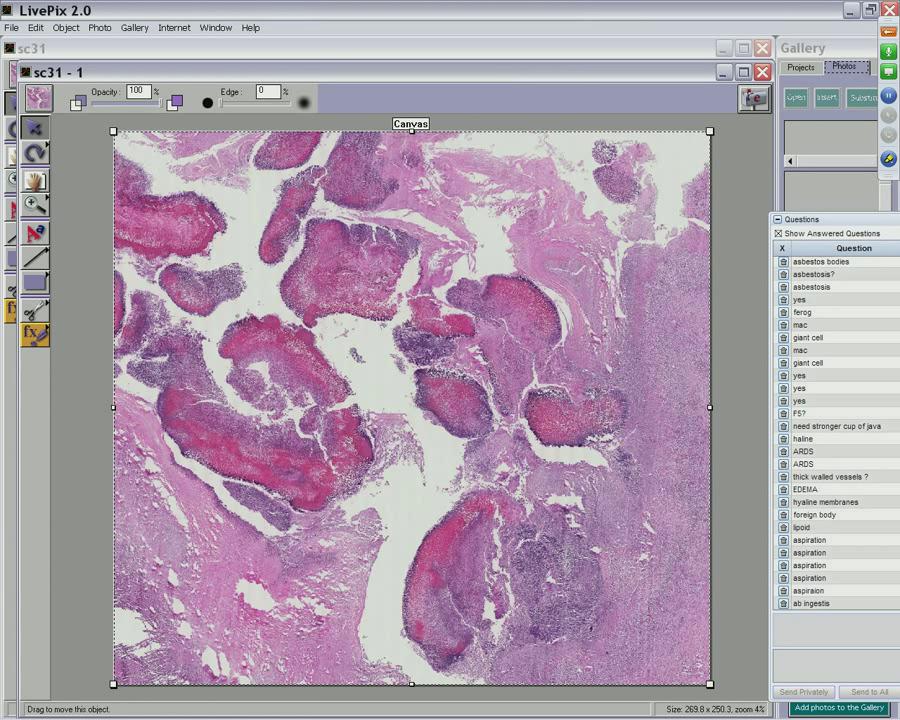 LivePix 2.0
File Edit Object Photo Gallery Internet Window Help
sc31
Gallery
sc31 - 1
Projects Photos
Opacity: 100 % Edge: 0 %
Open Insert
Canvas
Questions
Show Answered Questions
X Question
asbestos bodies
asbestosis?
asbestosis
yes
ferog
mac
giant cell
mac
giant cell
yes
yes
yes
F5?
need stronger cup of java
haline
ARDS
ARDS
thick walled vessels ?
EDEMA
hyaline membranes
foreign body
lipoid
aspiration
aspiration
aspiration
aspiration
aspiraion
ab ingestis
Send Privately Send to All
Add photos to the Gallery
Drag to move this object. Size: 269.8 x 250.3, zoom 4%